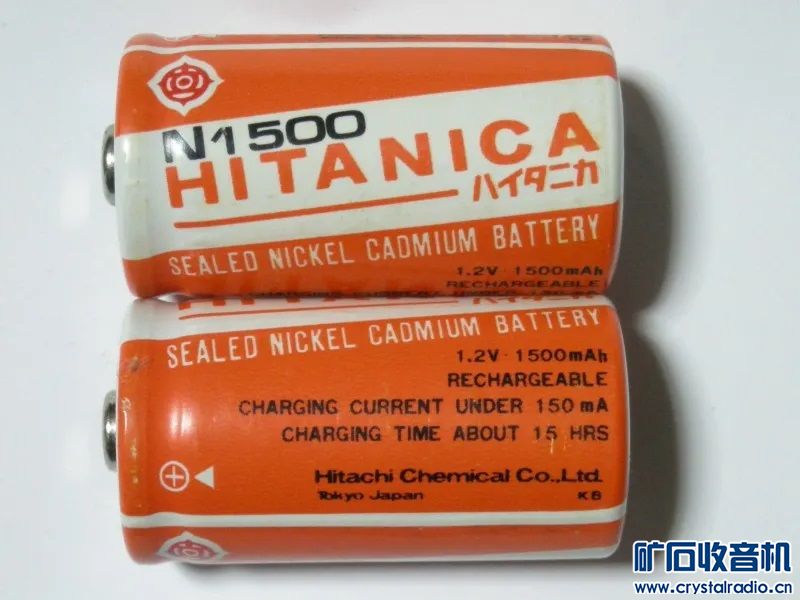 N1500
HITANICA
ハイタニカ
SEALED NICKEL CADMIUM BATTERY
1.2V 1500mAh
RECHARGEABLE
SEALED NICKEL CADMIUM BATTERY
1.2V 1500mAh
RECHARGEABLE
CHARGING CURRENT UNDER 150 mA
CHARGING TIME ABOUT 15 HRS
Hitachi Chemical Co.,Ltd.
Tokyo Japan K8
矿石收音机
www.crystalradio.cn